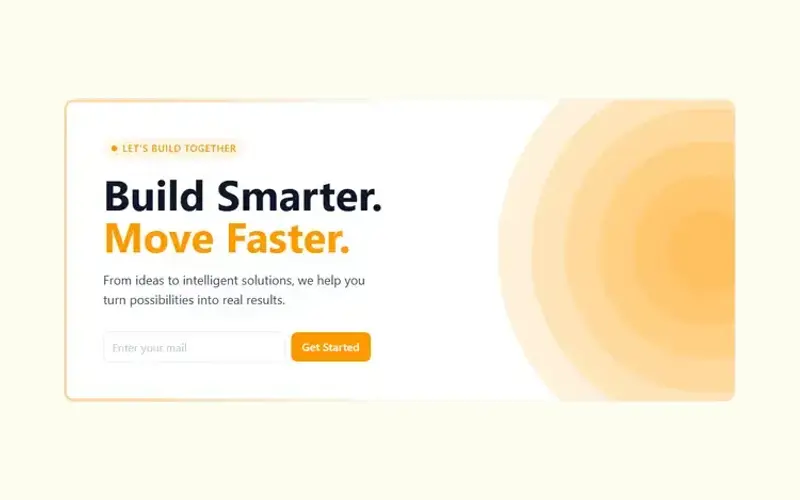 LET'S BUILD TOGETHER
Build Smarter.
Move Faster.
From ideas to intelligent solutions, we help you
turn possibilities into real results.
Enter your mail
Get Started